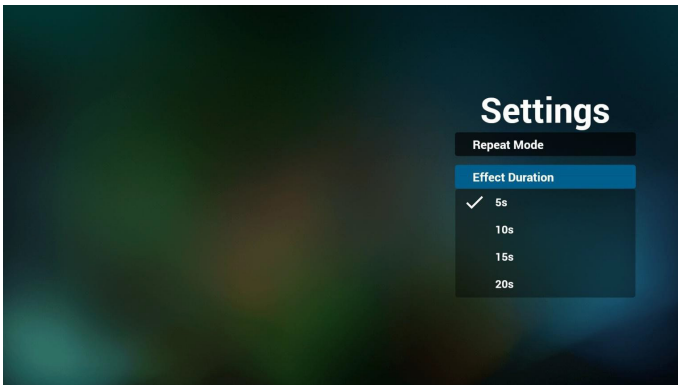 Settings
Repeat Mode
Effect Duration
5s
10s
15s
20s